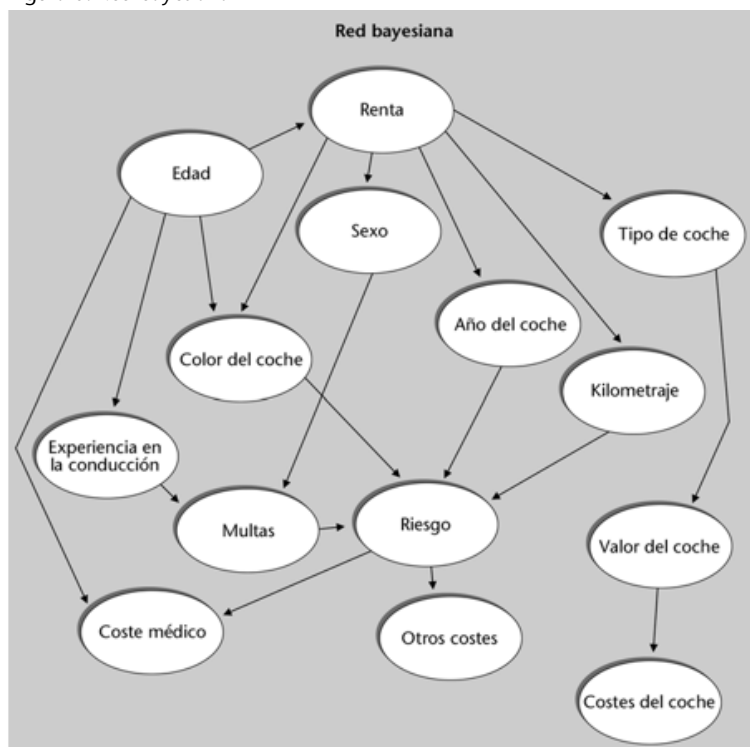 Red bayesiana
Renta
Edad
Sexo
Tipo de coche
Año del coche
Color del coche
Kilometraje
Experiencia en
la conducción
Multas
Riesgo
Valor del coche
Coste médico
Otros costes
Costes del coche